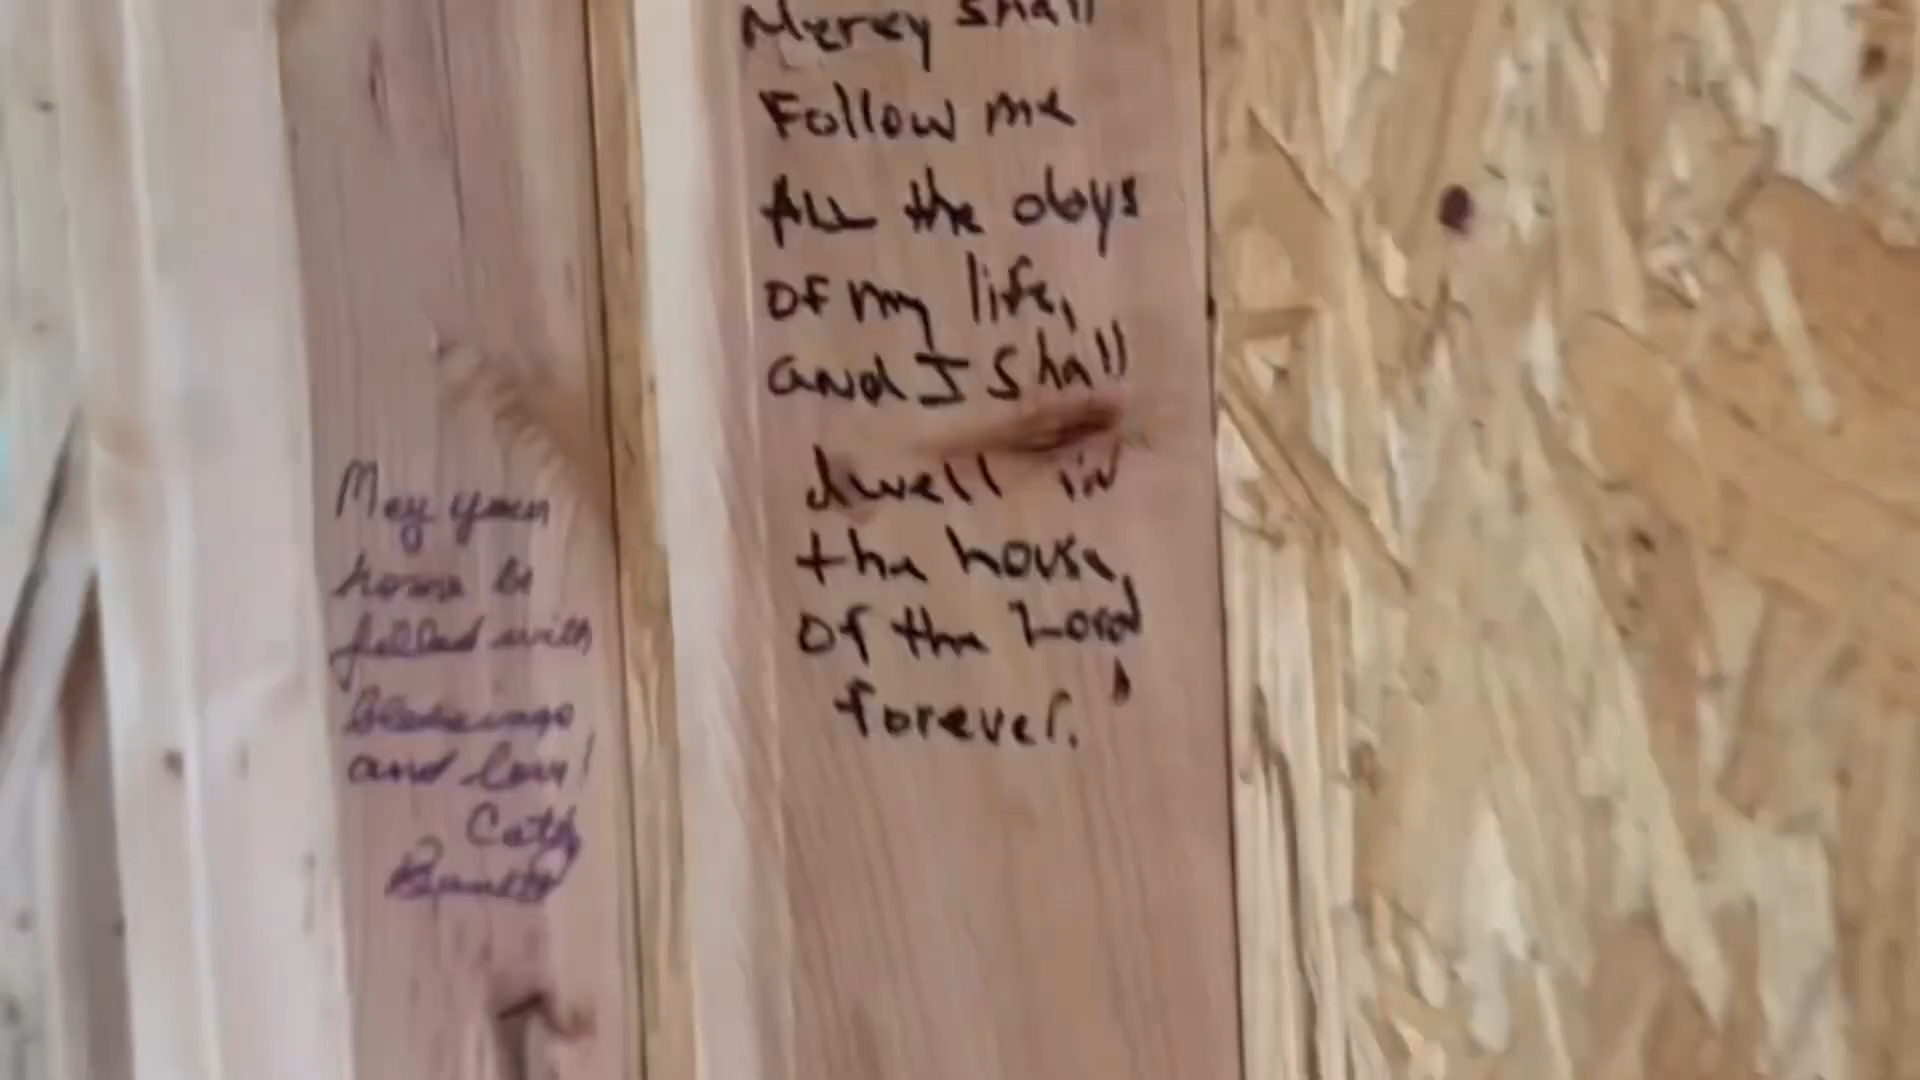 May your
home be
filled with
Blessings
and love!
Cathy
Mercy shall
Follow me
ALL the days
of my life,
and I shall
dwell in
the house,
of the Lord
forever.